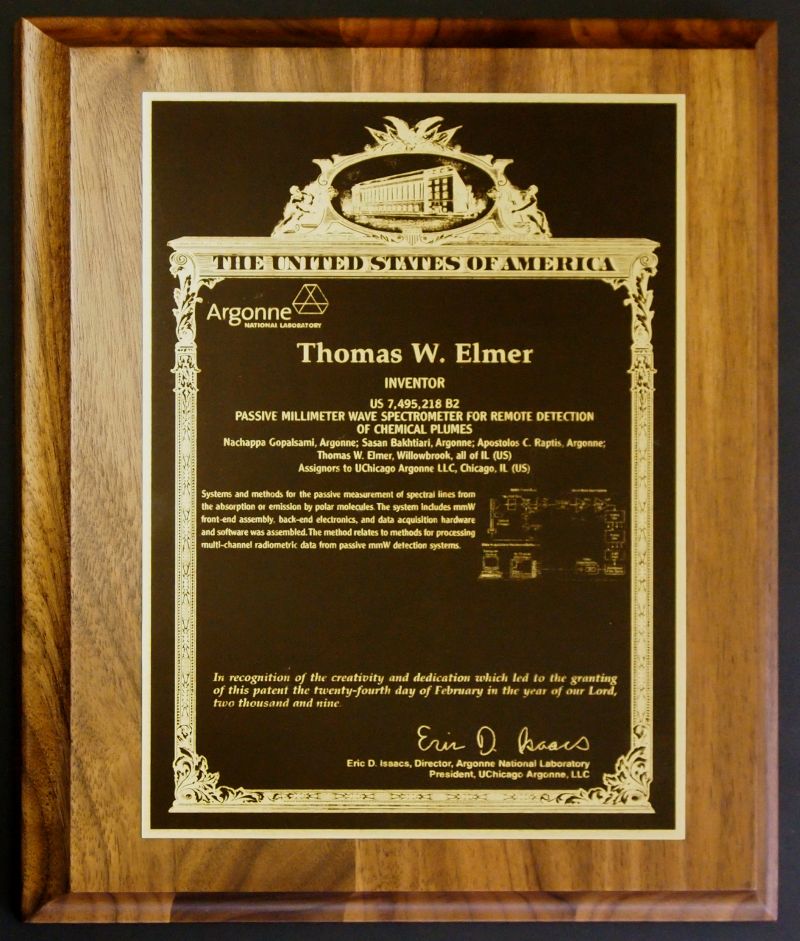 THE UNITED STATES OF AMERICA
Argonne
NATIONAL LABORATORY
Thomas W. Elmer
INVENTOR
US 7,495,218 B2
PASSIVE MILLIMETER WAVE SPECTROMETER FOR REMOTE DETECTION
OF CHEMICAL PLUMES
Nachappa Gopalsami, Argonne; Sasan Bakhtiari, Argonne; Apostolos C. Raptis, Argonne;
Thomas W. Elmer, Willowbrook, all of IL (US)
Assignors to UChicago Argonne LLC, Chicago, IL (US)
Systems and methods for the passive measurement of spectral lines from
the absorption or emission by polar molecules. The system includes mmW
front-end assembly, back-end electronics, and data acquisition hardware
and software was assembled. The method relates to methods for processing
multi-channel radiometric data from passive mmW detection systems.
In recognition of the creativity and dedication which led to the granting
of this patent the twenty-fourth day of February in the year of our Lord,
two thousand and nine.
Eric D. Isaacs
Eric D. Isaacs, Director, Argonne National Laboratory
President, UChicago Argonne, LLC